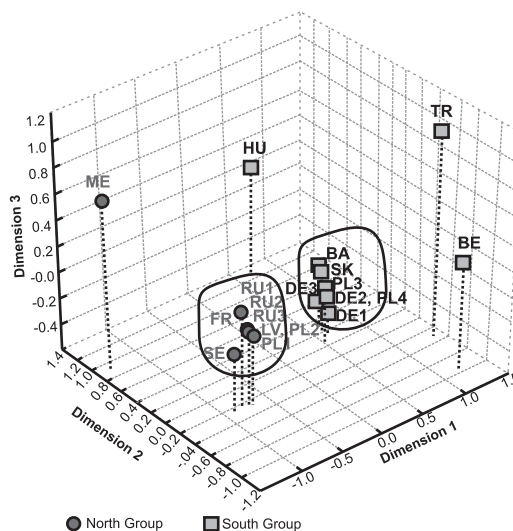 TR
1.2
1.0
0.8
0.6
0.4
0.2
-0.0
-0.2
-0.4
Dimension 3
HU
ME
BE
BA
SK
PL3
DE3
DE2, PL4
DE1
RU1
RU2
RU3
FR
LV, PL2
PL1
SE
1.4
1.2
1.0
0.8
0.6
0.4
0.2
0.0
-0.2
-.04
-0.6
-0.8
-1.0
-1.2
Dimension 2
-1.0
-0.5
0.0
0.5
1.0
Dimension 1
North Group
South Group